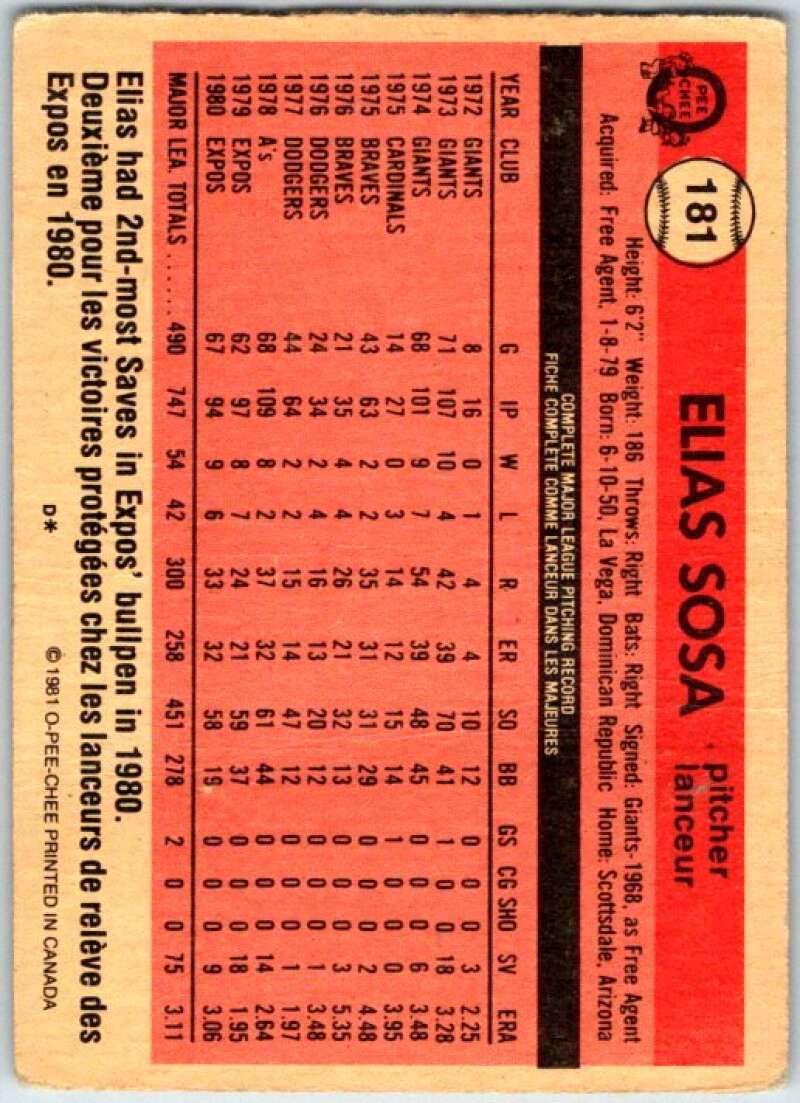 O PEE CHEE
181
ELIAS SOSA · pitcher
lanceur
Height: 6'2" Weight: 186 Throws: Right Bats: Right Signed: Giants-1968, as Free Agent
Acquired: Free Agent, 1-8-79 Born: 6-10-50, La Vega, Dominican Republic Home: Scottsdale, Arizona
COMPLETE MAJOR LEAGUE PITCHING RECORD
FICHE COMPLÈTE COMME LANCEUR DANS LES MAJEURES
YEAR CLUB G IP W L R ER SO BB GS CG SHO SV ERA
1972 GIANTS 8 16 0 1 4 4 10 12 0 0 0 3 2.25
1973 GIANTS 71 107 10 4 42 39 70 41 1 0 0 18 3.28
1974 GIANTS 68 101 9 7 54 39 48 45 0 0 0 6 3.48
1975 CARDINALS 14 27 0 3 14 12 15 14 1 0 0 0 3.95
1975 BRAVES 43 63 2 2 35 31 31 29 0 0 0 2 4.48
1976 BRAVES 21 35 4 4 26 21 32 13 0 0 0 3 5.35
1976 DODGERS 24 34 2 4 16 13 20 12 0 0 0 1 3.48
1977 DODGERS 44 64 2 2 15 14 47 12 0 0 0 1 1.97
1978 A's 68 109 8 2 37 32 61 44 0 0 0 14 2.64
1979 EXPOS 62 97 8 7 24 21 59 37 0 0 0 18 1.95
1980 EXPOS 67 94 9 6 33 32 58 19 0 0 0 9 3.06
MAJOR LEA. TOTALS ...... 490 747 54 42 300 258 451 278 2 0 0 75 3.11
Elias had 2nd-most Saves in Expos' bullpen in 1980.
Deuxième pour les victoires protégées chez les lanceurs de relève des
Expos en 1980.
D* © 1981 O-PEE-CHEE PRINTED IN CANADA